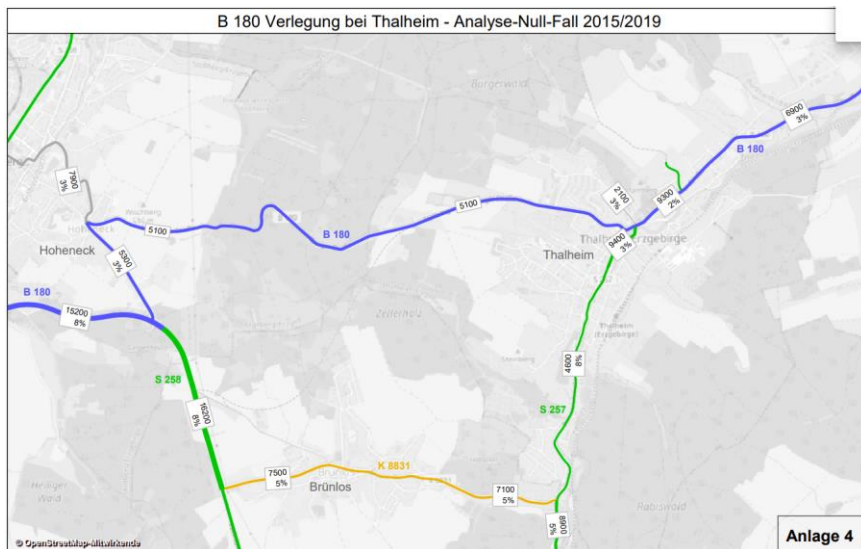 B 180 Verlegung bei Thalheim - Analyse-Null-Fall 2015/2019
6900
3%
B 180
7900
3%
2100
3%
9300
2%
5100
Hoheneck
5100
B 180
9400
3%
Thalheim
5300
3%
B 180
15200
8%
4600
8%
S 258
S 257
16200
8%
7500
5%
K 8831
Brünlos
7100
5%
8900
5%
Anlage 4
© OpenStreetMap-Mitwirkende